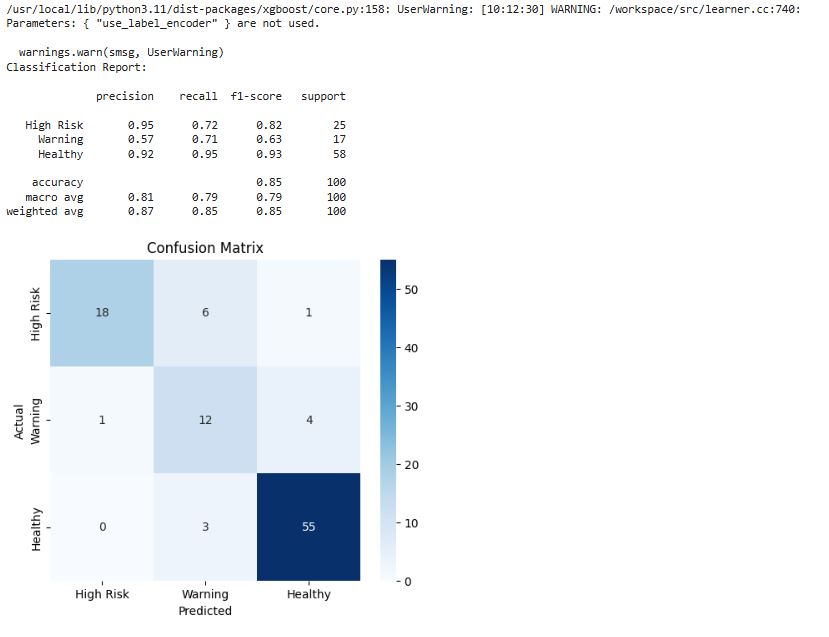 /usr/local/lib/python3.11/dist-packages/xgboost/core.py:158: UserWarning: [10:12:30] WARNING: /workspace/src/learner.cc:740:
Parameters: { "use_label_encoder" } are not used.
warnings.warn(smsg, UserWarning)
Classification Report:
precision recall f1-score support
High Risk 0.95 0.72 0.82 25
Warning 0.57 0.71 0.63 17
Healthy 0.92 0.95 0.93 58
accuracy 0.85 100
macro avg 0.81 0.79 0.79 100
weighted avg 0.87 0.85 0.85 100
Confusion Matrix
High Risk 18 6 1
Actual
Warning 1 12 4
Healthy 0 3 55
High Risk Warning Healthy
Predicted
50
40
30
20
10
0